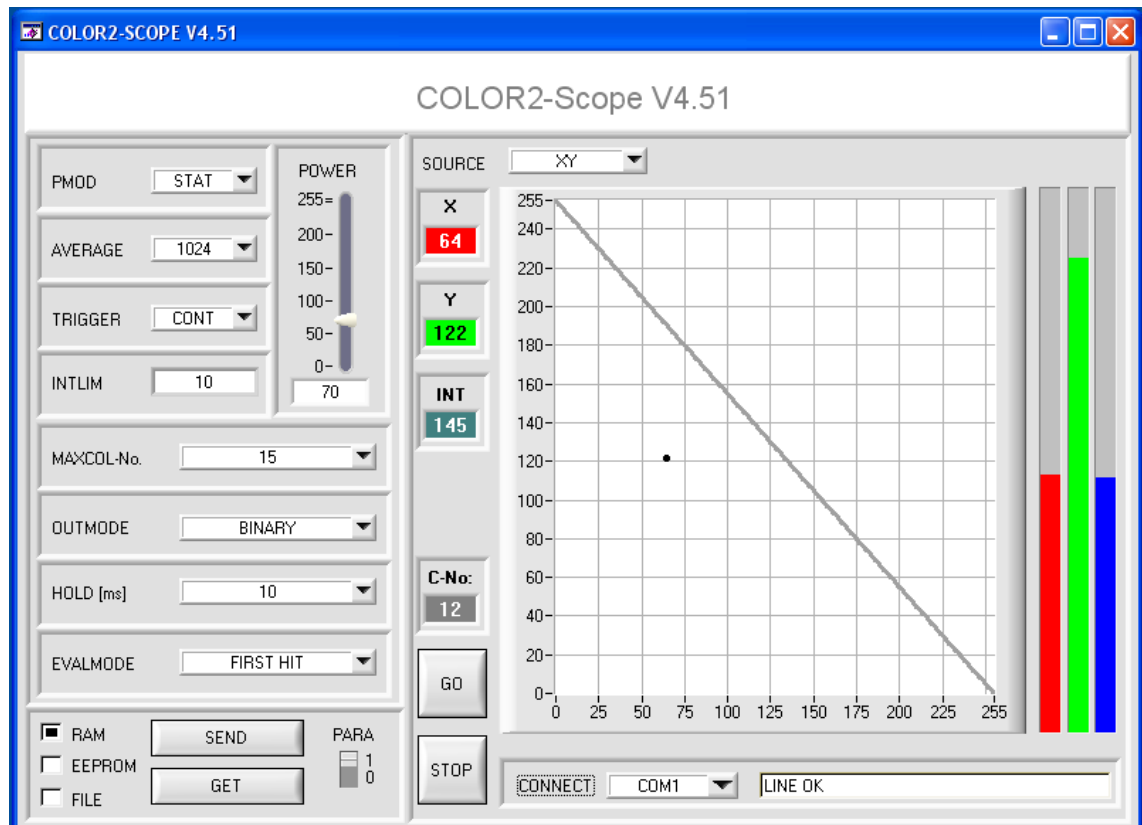 COLOR2-SCOPE V4.51
COLOR2-Scope V4.51
PMOD STAT
AVERAGE 1024
TRIGGER CONT
INTLIM 10
POWER
255=
200-
150-
100-
50-
0-
70
MAXCOL-No. 15
OUTMODE BINARY
HOLD [ms] 10
EVALMODE FIRST HIT
RAM
EEPROM
FILE
SEND
GET
PARA
1
0
SOURCE XY
X
64
Y
122
INT
145
C-No:
12
GO
STOP
255-
240-
220-
200-
180-
160-
140-
120-
100-
80-
60-
40-
20-
0-
0 25 50 75 100 125 150 175 200 225 255
CONNECT COM1 LINE OK